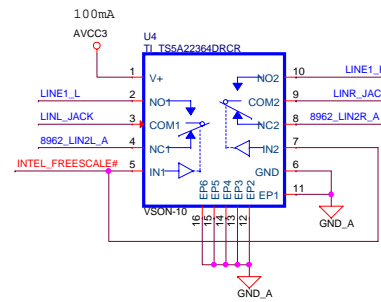 100mA
AVCC3
U4
TI_TS5A22364DRCR
1 V+ NO2 10
LINE1_L 2 NO1 COM2 9 LINR_JAC
LINL_JACK 3 COM1 NC2 8 8962_LIN2R_A
8962_LIN2L_A 4 NC1 IN2 7
INTEL_FREESCALE# 5 IN1 GND 6
EP1 11
EP6 EP5 EP4 EP3 EP2
VSON-10
16 15 14 13 12
GND_A
GND_A